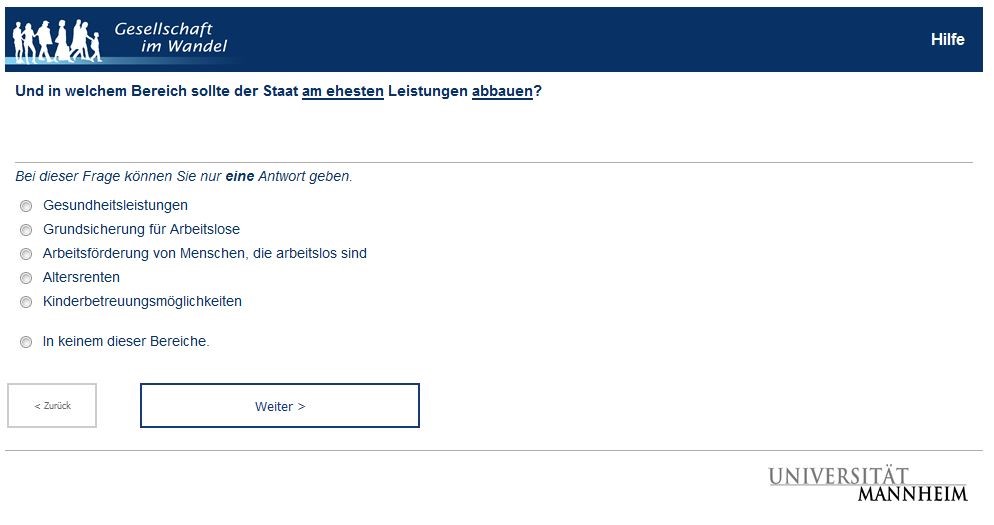 Gesellschaft
im Wandel
Hilfe
Und in welchem Bereich sollte der Staat am ehesten Leistungen abbauen?
Bei dieser Frage können Sie nur eine Antwort geben.
Gesundheitsleistungen
Grundsicherung für Arbeitslose
Arbeitsförderung von Menschen, die arbeitslos sind
Altersrenten
Kinderbetreuungsmöglichkeiten
In keinem dieser Bereiche.
< Zurück
Weiter >
UNIVERSITÄT
MANNHEIM